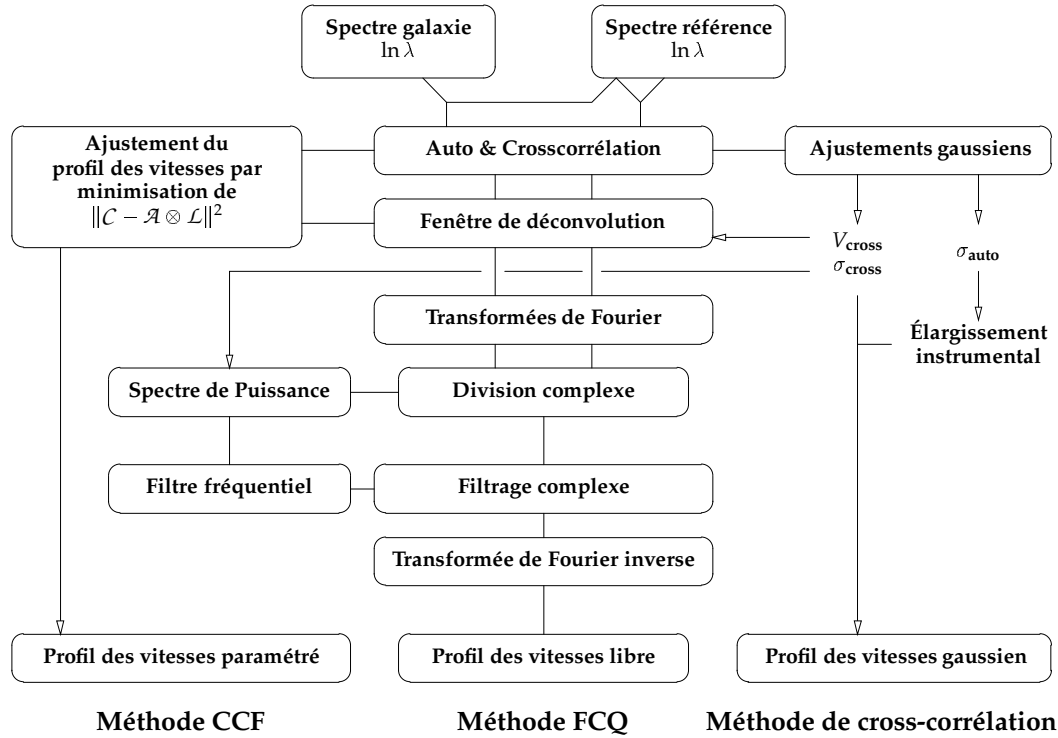 Spectre galaxie
ln λ
Spectre référence
ln λ
Ajustement du
profil des vitesses par
minimisation de
‖C − A ⊗ L‖²
Auto & Crosscorrélation
Ajustements gaussiens
Fenêtre de déconvolution
V_cross
σ_cross
σ_auto
Transformées de Fourier
Élargissement
instrumental
Spectre de Puissance
Division complexe
Filtre fréquentiel
Filtrage complexe
Transformée de Fourier inverse
Profil des vitesses paramétré
Profil des vitesses libre
Profil des vitesses gaussien
Méthode CCF
Méthode FCQ
Méthode de cross-corrélation